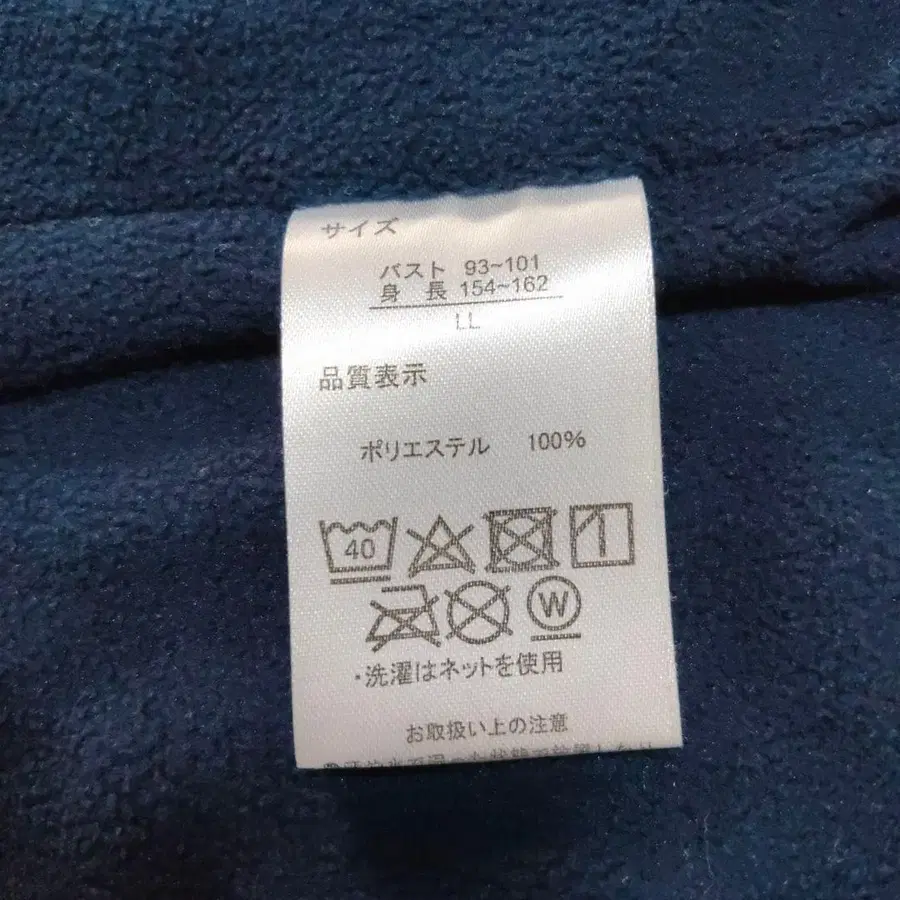 サイズ
バスト 93~101
身 長 154~162
LL
品質表示
ポリエステル 100%
40
W
・洗濯はネットを使用
お取扱い上の注意